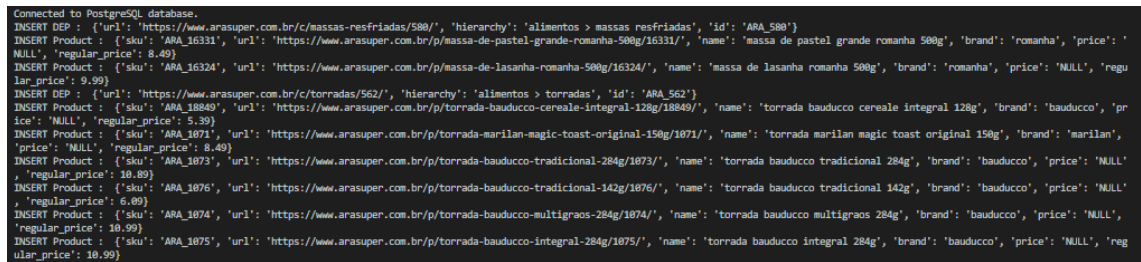 Connected to PostgreSQL database.
INSERT DEP :  {'url': 'https://www.arasuper.com.br/c/massas-resfriadas/580/', 'hierarchy': 'alimentos > massas resfriadas', 'id': 'ARA_580'}
INSERT Product :  {'sku': 'ARA_16331', 'url': 'https://www.arasuper.com.br/p/massa-de-pastel-grande-romanha-500g/16331/', 'name': 'massa de pastel grande romanha 500g', 'brand': 'romanha', 'price': '
NULL', 'regular_price': 8.49}
INSERT Product :  {'sku': 'ARA_16324', 'url': 'https://www.arasuper.com.br/p/massa-de-lasanha-romanha-500g/16324/', 'name': 'massa de lasanha romanha 500g', 'brand': 'romanha', 'price': 'NULL', 'regu
lar_price': 9.99}
INSERT DEP :  {'url': 'https://www.arasuper.com.br/c/torradas/562/', 'hierarchy': 'alimentos > torradas', 'id': 'ARA_562'}
INSERT Product :  {'sku': 'ARA_18849', 'url': 'https://www.arasuper.com.br/p/torrada-bauducco-cereale-integral-128g/18849/', 'name': 'torrada bauducco cereale integral 128g', 'brand': 'bauducco', 'pr
ice': 'NULL', 'regular_price': 5.39}
INSERT Product :  {'sku': 'ARA_1071', 'url': 'https://www.arasuper.com.br/p/torrada-marilan-magic-toast-original-150g/1071/', 'name': 'torrada marilan magic toast original 150g', 'brand': 'marilan',
'price': 'NULL', 'regular_price': 8.49}
INSERT Product :  {'sku': 'ARA_1073', 'url': 'https://www.arasuper.com.br/p/torrada-bauducco-tradicional-284g/1073/', 'name': 'torrada bauducco tradicional 284g', 'brand': 'bauducco', 'price': 'NULL'
, 'regular_price': 10.89}
INSERT Product :  {'sku': 'ARA_1076', 'url': 'https://www.arasuper.com.br/p/torrada-bauducco-tradicional-142g/1076/', 'name': 'torrada bauducco tradicional 142g', 'brand': 'bauducco', 'price': 'NULL'
, 'regular_price': 6.09}
INSERT Product :  {'sku': 'ARA_1074', 'url': 'https://www.arasuper.com.br/p/torrada-bauducco-multigraos-284g/1074/', 'name': 'torrada bauducco multigraos 284g', 'brand': 'bauducco', 'price': 'NULL',
'regular_price': 10.99}
INSERT Product :  {'sku': 'ARA_1075', 'url': 'https://www.arasuper.com.br/p/torrada-bauducco-integral-284g/1075/', 'name': 'torrada bauducco integral 284g', 'brand': 'bauducco', 'price': 'NULL', 'reg
ular_price': 10.99}